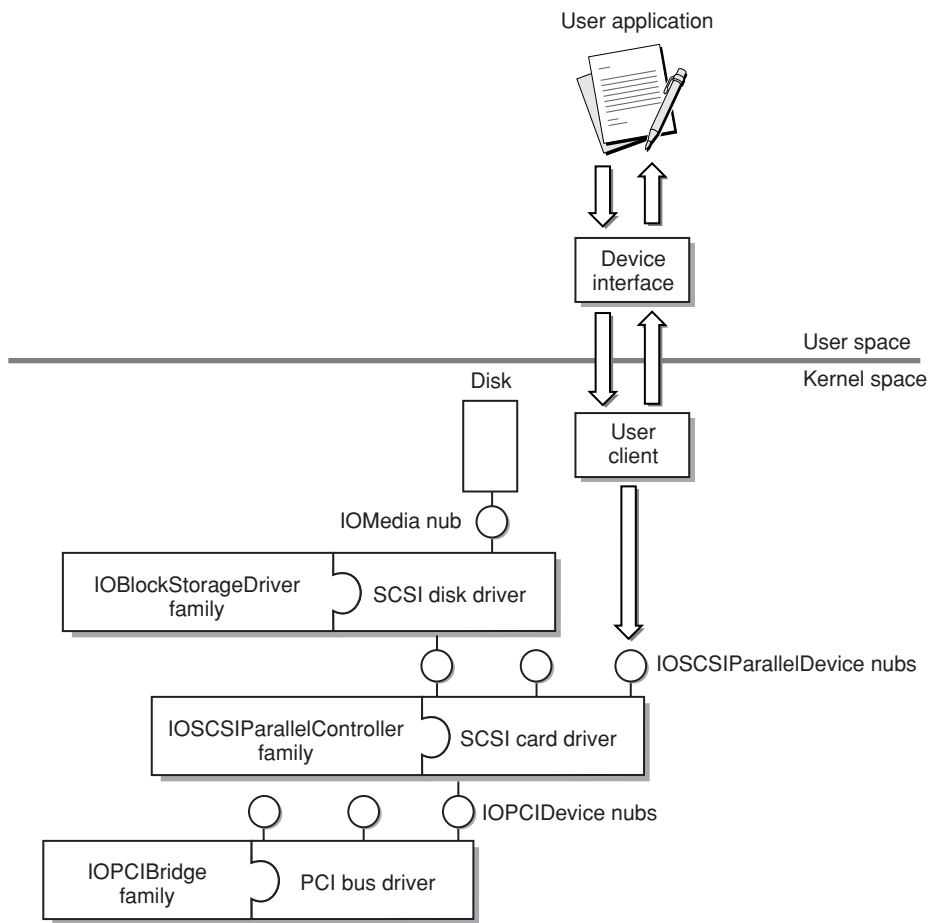 User application
Device
interface
User space
Kernel space
Disk
User
client
IOMedia nub
IOBlockStorageDriver
family
SCSI disk driver
IOSCSIParallelDevice nubs
IOSCSIParallelController
family
SCSI card driver
IOPCIDevice nubs
IOPCIBridge
family
PCI bus driver